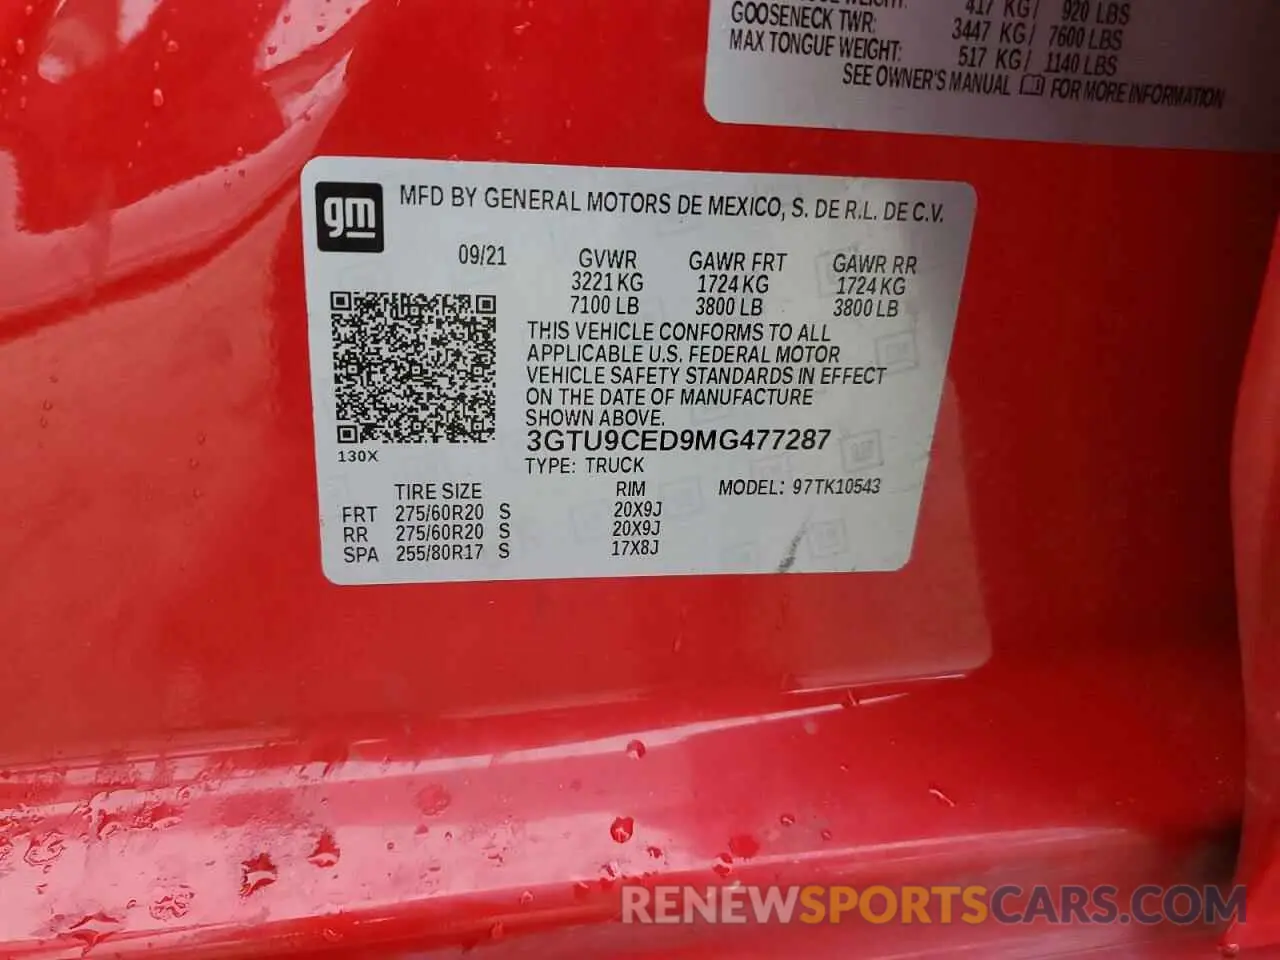 417 KG/ 920 LBS
GOOSENECK TWR: 3447 KG/ 7600 LBS
MAX TONGUE WEIGHT: 517 KG/ 1140 LBS
SEE OWNER'S MANUAL FOR MORE INFORMATION
gm
MFD BY GENERAL MOTORS DE MEXICO, S. DE R.L. DE C.V.
09/21 GVWR GAWR FRT GAWR RR
3221 KG 1724 KG 1724 KG
7100 LB 3800 LB 3800 LB
THIS VEHICLE CONFORMS TO ALL
APPLICABLE U.S. FEDERAL MOTOR
VEHICLE SAFETY STANDARDS IN EFFECT
ON THE DATE OF MANUFACTURE
SHOWN ABOVE.
3GTU9CED9MG477287
130X
TYPE: TRUCK
TIRE SIZE RIM MODEL: 97TK10543
FRT 275/60R20 S 20X9J
RR 275/60R20 S 20X9J
SPA 255/80R17 S 17X8J
RENEWSPORTSCARS.COM